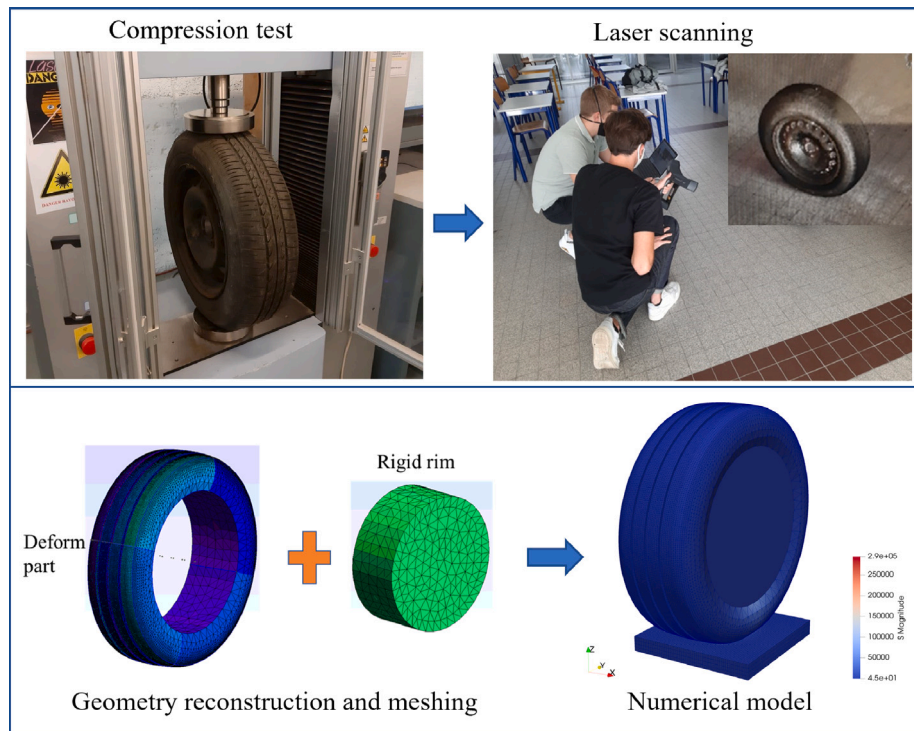 Compression test
Laser scanning
DANGER
Rigid rim
Deform
part
2.9e+05
250000
200000
150000
100000
50000
4.5e+01
S Magnitude
Z
Y
X
Geometry reconstruction and meshing
Numerical model